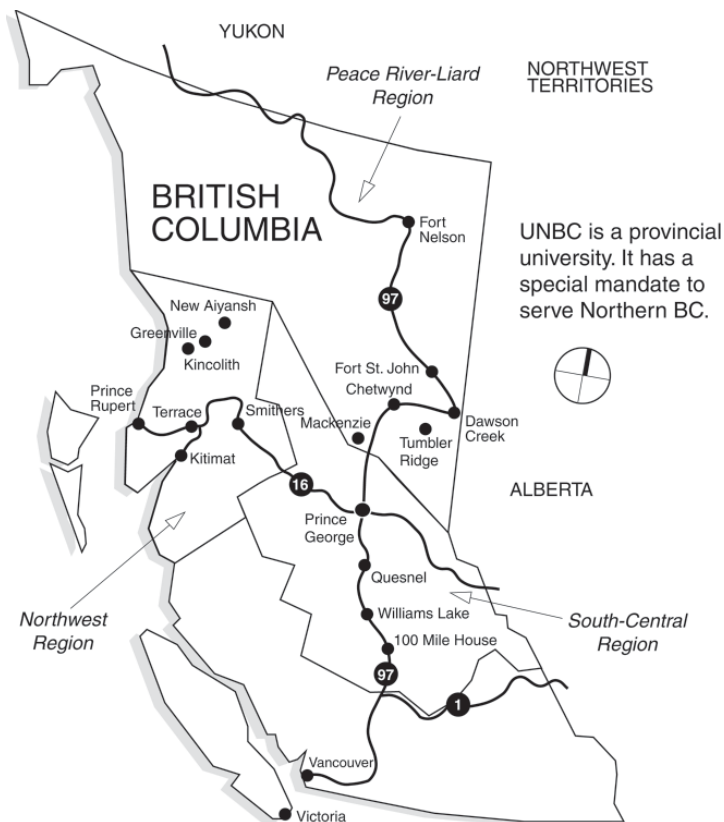 YUKON
Peace River-Liard
Region
NORTHWEST
TERRITORIES
BRITISH
COLUMBIA
Fort
Nelson
UNBC is a provincial
university. It has a
special mandate to
serve Northern BC.
97
New Aiyansh
Greenville
Kincolith
Fort St. John
Chetwynd
Prince
Rupert
Terrace
Smithers
Mackenzie
Dawson
Creek
Tumbler
Ridge
Kitimat
16
ALBERTA
Prince
George
Quesnel
Northwest
Region
Williams Lake
South-Central
Region
100 Mile House
97
1
Vancouver
Victoria